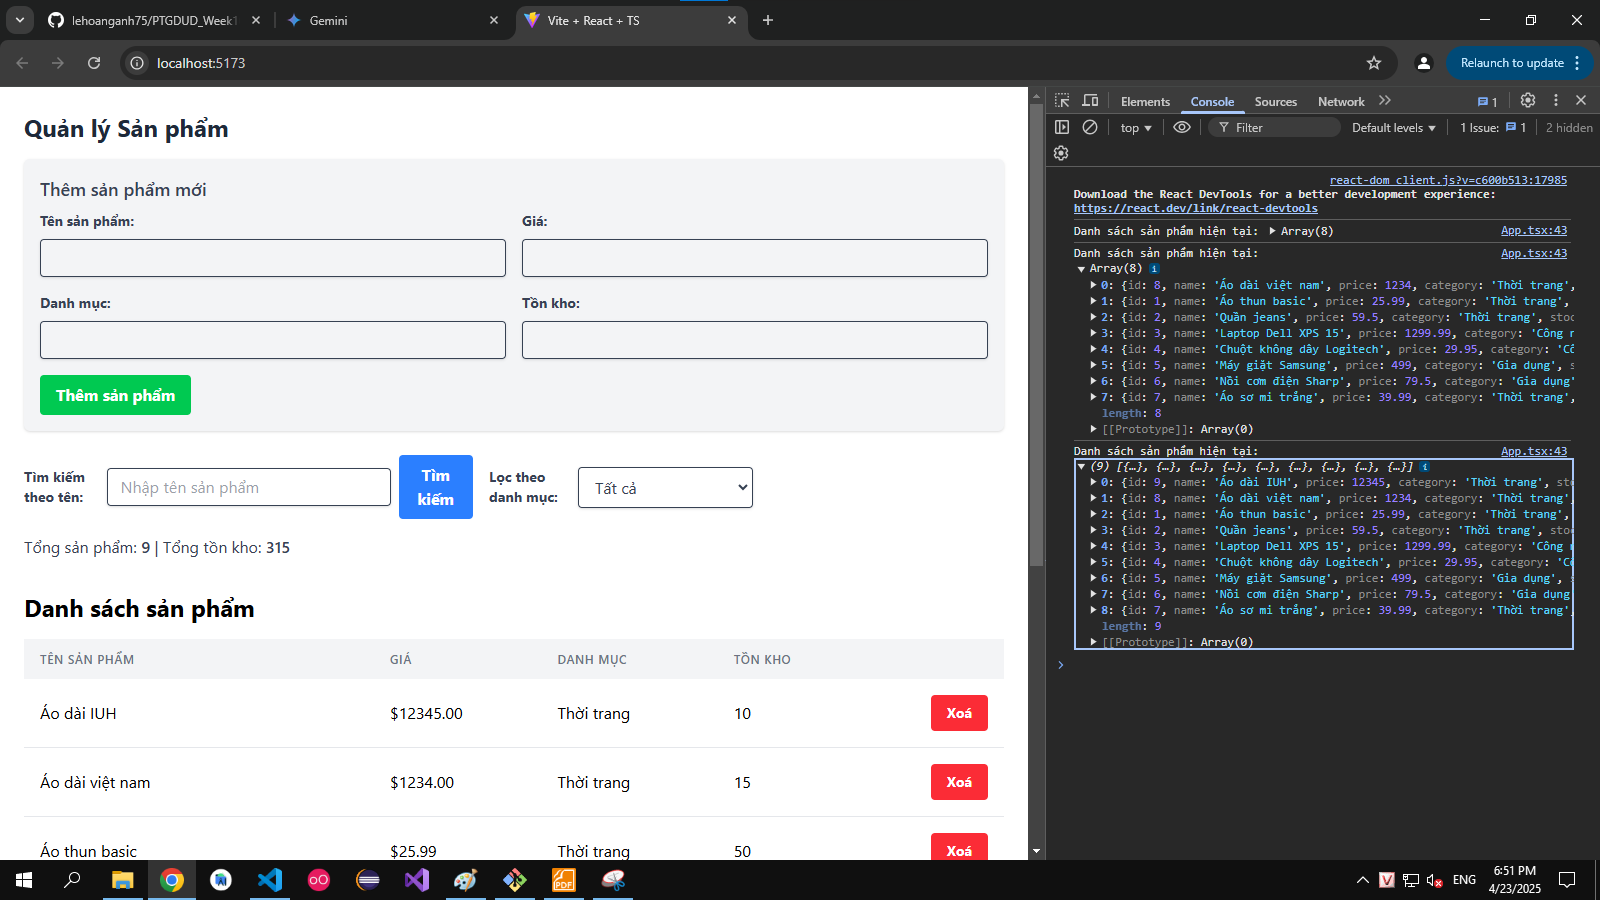 lehoanganh75/PTGDUD_Week1
Gemini
Vite + React + TS
localhost:5173
Relaunch to update
Quản lý Sản phẩm
Thêm sản phẩm mới
Tên sản phẩm:
Giá:
Danh mục:
Tồn kho:
Thêm sản phẩm
Tìm kiếm
theo tên:
Nhập tên sản phẩm
Tìm
kiếm
Lọc theo
danh mục:
Tất cả
Tổng sản phẩm: 9 | Tổng tồn kho: 315
Danh sách sản phẩm
TÊN SẢN PHẨM GIÁ DANH MỤC TỒN KHO
Áo dài IUH $12345.00 Thời trang 10 Xoá
Áo dài việt nam $1234.00 Thời trang 15 Xoá
Áo thun basic $25.99 Thời trang 50 Xoá
Elements Console Sources Network 1
top Filter Default levels 1 Issue: 1 2 hidden
react-dom_client.js?v=c600b513:17985
Download the React DevTools for a better development experience:
https://react.dev/link/react-devtools
Danh sách sản phẩm hiện tại: Array(8) App.tsx:43
Danh sách sản phẩm hiện tại: App.tsx:43
Array(8)
0: {id: 8, name: 'Áo dài việt nam', price: 1234, category: 'Thời trang',
1: {id: 1, name: 'Áo thun basic', price: 25.99, category: 'Thời trang',
2: {id: 2, name: 'Quần jeans', price: 59.5, category: 'Thời trang', stoc
3: {id: 3, name: 'Laptop Dell XPS 15', price: 1299.99, category: 'Công n
4: {id: 4, name: 'Chuột không dây Logitech', price: 29.95, category: 'Cô
5: {id: 5, name: 'Máy giặt Samsung', price: 499, category: 'Gia dụng', s
6: {id: 6, name: 'Nồi cơm điện Sharp', price: 79.5, category: 'Gia dụng'
7: {id: 7, name: 'Áo sơ mi trắng', price: 39.99, category: 'Thời trang',
length: 8
[[Prototype]]: Array(0)
Danh sách sản phẩm hiện tại: App.tsx:43
(9) [{…}, {…}, {…}, {…}, {…}, {…}, {…}, {…}, {…}]
0: {id: 9, name: 'Áo dài IUH', price: 12345, category: 'Thời trang', sto
1: {id: 8, name: 'Áo dài việt nam', price: 1234, category: 'Thời trang',
2: {id: 1, name: 'Áo thun basic', price: 25.99, category: 'Thời trang',
3: {id: 2, name: 'Quần jeans', price: 59.5, category: 'Thời trang', stoc
4: {id: 3, name: 'Laptop Dell XPS 15', price: 1299.99, category: 'Công n
5: {id: 4, name: 'Chuột không dây Logitech', price: 29.95, category: 'Cô
6: {id: 5, name: 'Máy giặt Samsung', price: 499, category: 'Gia dụng', s
7: {id: 6, name: 'Nồi cơm điện Sharp', price: 79.5, category: 'Gia dụng
8: {id: 7, name: 'Áo sơ mi trắng', price: 39.99, category: 'Thời trang',
length: 9
[[Prototype]]: Array(0)
ENG
6:51 PM
4/23/2025